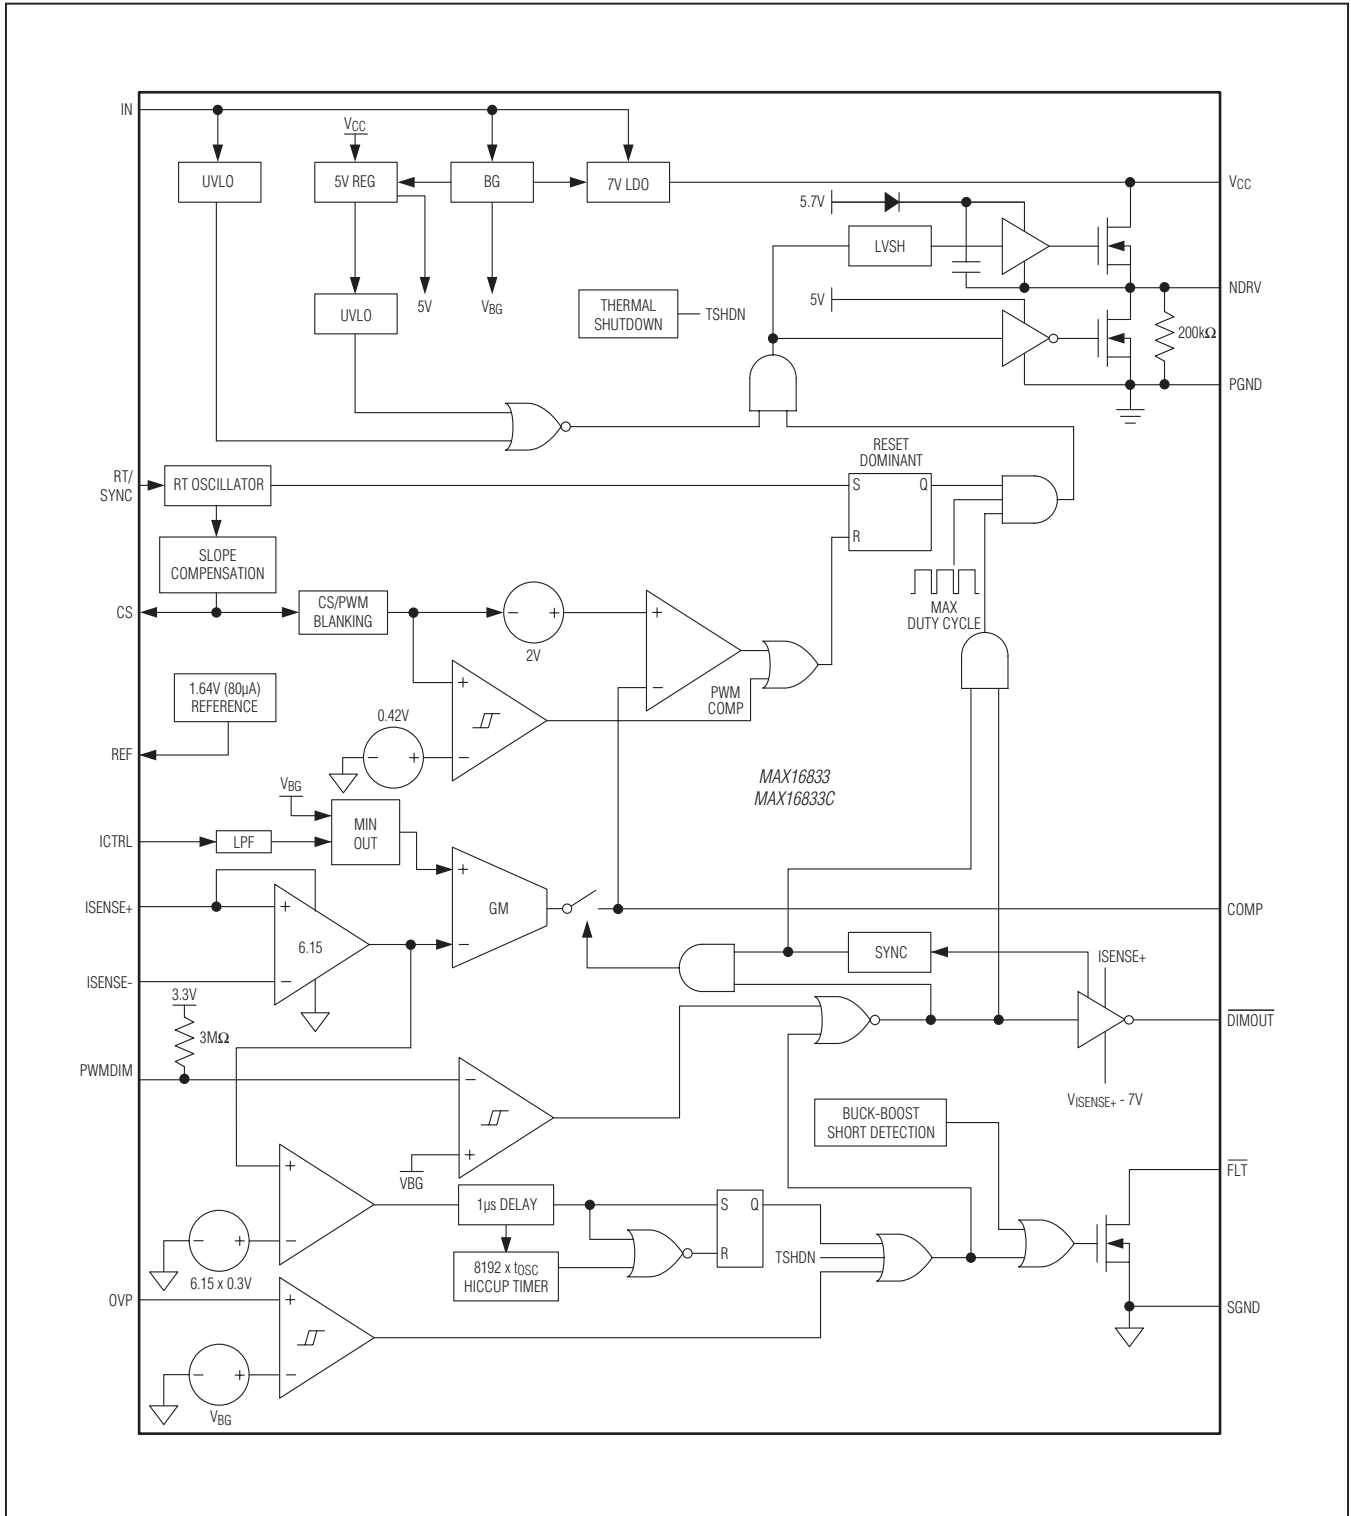 IN
VCC
UVLO
5V REG
BG
7V LDO
VCC
5.7V
LVSH
UVLO
5V
VBG
THERMAL
SHUTDOWN
TSHDN
5V
NDRV
200kΩ
PGND
RT/
SYNC
RT OSCILLATOR
RESET
DOMINANT
S
Q
R
SLOPE
COMPENSATION
CS
CS/PWM
BLANKING
−
+
2V
+
−
MAX
DUTY CYCLE
1.64V (80µA)
REFERENCE
REF
0.42V
−
+
+
−
PWM
COMP
MAX16833
MAX16833C
VBG
MIN
OUT
ICTRL
LPF
+
−
GM
ISENSE+
+
6.15
−
ISENSE-
COMP
SYNC
ISENSE+
3.3V
3MΩ
DIMOUT
PWMDIM
−
+
VBG
VISENSE+ - 7V
BUCK-BOOST
SHORT DETECTION
FLT
+
−
−
+
6.15 x 0.3V
1µs DELAY
8192 x tOSC
HICCUP TIMER
S
Q
R
TSHDN
OVP
+
−
−
+
VBG
SGND